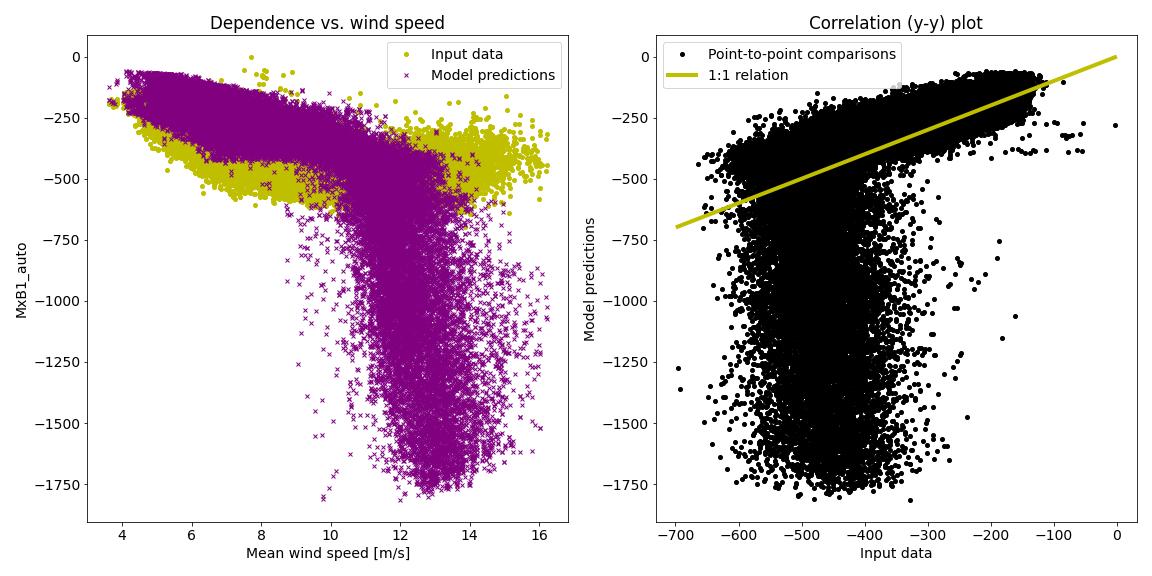 Dependence vs. wind speed
Input data
Model predictions
0
−250
−500
−750
−1000
−1250
−1500
−1750
MxB1_auto
4 6 8 10 12 14 16
Mean wind speed [m/s]
Correlation (y-y) plot
Point-to-point comparisons
1:1 relation
0
−250
−500
−750
−1000
−1250
−1500
−1750
Model predictions
−700 −600 −500 −400 −300 −200 −100 0
Input data